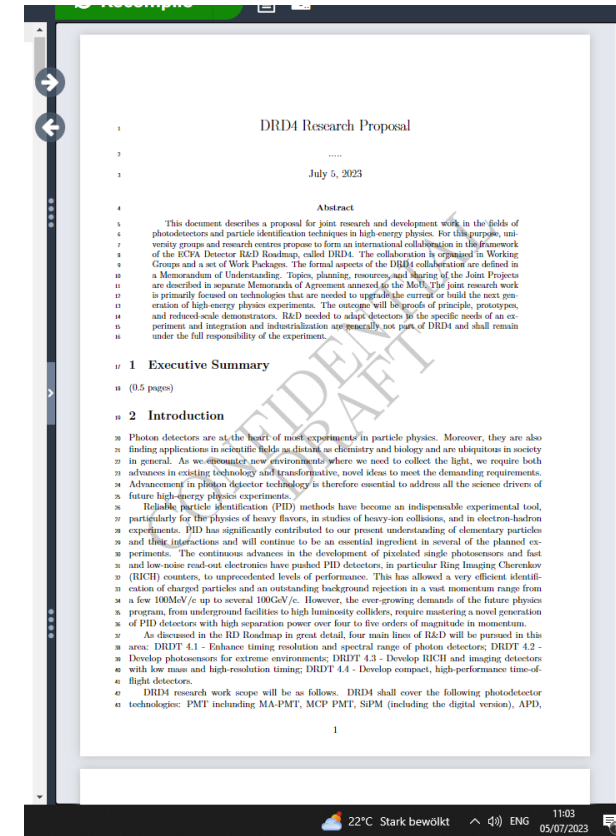 Recompile
1 DRD4 Research Proposal
2 .....
3 July 5, 2023
4 Abstract
5 This document describes a proposal for joint research and development work in the fields of
6 photodetectors and particle identification techniques in high-energy physics. For this purpose, uni-
7 versity groups and research centres propose to form an international collaboration in the framework
8 of the ECFA Detector R&D Roadmap, called DRD4. The collaboration is organised in Working
9 Groups and a set of Work Packages. The formal aspects of the DRD4 collaboration are defined in
10 a Memorandum of Understanding. Topics, planning, resources and sharing of the Joint Projects
11 are described in separate Memoranda of Agreement annexed to the MoU. The joint research work
12 is primarily focused on technologies that are needed to upgrade the current or build the next gen-
13 eration of high-energy physics experiments. The outcome will be proofs of principle, prototypes,
14 and reduced-scale demonstrators. R&D needed to adapt detectors to the specific needs of an ex-
15 periment and integration and industrialization are generally not part of DRD4 and shall remain
16 under the full responsibility of the experiment.
17 1 Executive Summary
18 (0.5 pages)
19 2 Introduction
20 Photon detectors are at the heart of most experiments in particle physics. Moreover, they are also
21 finding applications in scientific fields as distant as chemistry and biology and are ubiquitous in society
22 in general. As we encounter new environments where we need to collect the light, we require both
23 advances in existing technology and transformative, novel ideas to meet the demanding requirements.
24 Advancement in photon detector technology is therefore essential to address all the science drivers of
25 future high-energy physics experiments.
26 Reliable particle identification (PID) methods have become an indispensable experimental tool,
27 particularly for the physics of heavy flavors, in studies of heavy-ion collisions, and in electron-hadron
28 experiments. PID has significantly contributed to our present understanding of elementary particles
29 and their interactions and will continue to be an essential ingredient in several of the planned ex-
30 periments. The continuous advances in the development of pixelated single photosensors and fast
31 and low-noise read-out electronics have pushed PID detectors, in particular Ring Imaging Cherenkov
32 (RICH) counters, to unprecedented levels of performance. This has allowed a very efficient identifi-
33 cation of charged particles and an outstanding background rejection in a vast momentum range from
34 a few 100MeV/c up to several 100GeV/c. However, the ever-growing demands of the future physics
35 program, from underground facilities to high luminosity colliders, require mastering a novel generation
36 of PID detectors with high separation power over four to five orders of magnitude in momentum.
37 As discussed in the RD Roadmap in great detail, four main lines of R&D will be pursued in this
38 area: DRDT 4.1 - Enhance timing resolution and spectral range of photon detectors; DRDT 4.2 -
39 Develop photosensors for extreme environments; DRDT 4.3 - Develop RICH and imaging detectors
40 with low mass and high-resolution timing; DRDT 4.4 - Develop compact, high-performance time-of-
41 flight detectors.
42 DRD4 research work scope will be as follows. DRD4 shall cover the following photodetector
43 technologies: PMT inclunding MA-PMT, MCP PMT, SiPM (including the digital version), APD,
CONFIDENTIAL
DRAFT
1
22°C Stark bewölkt ENG 11:03
05/07/2023